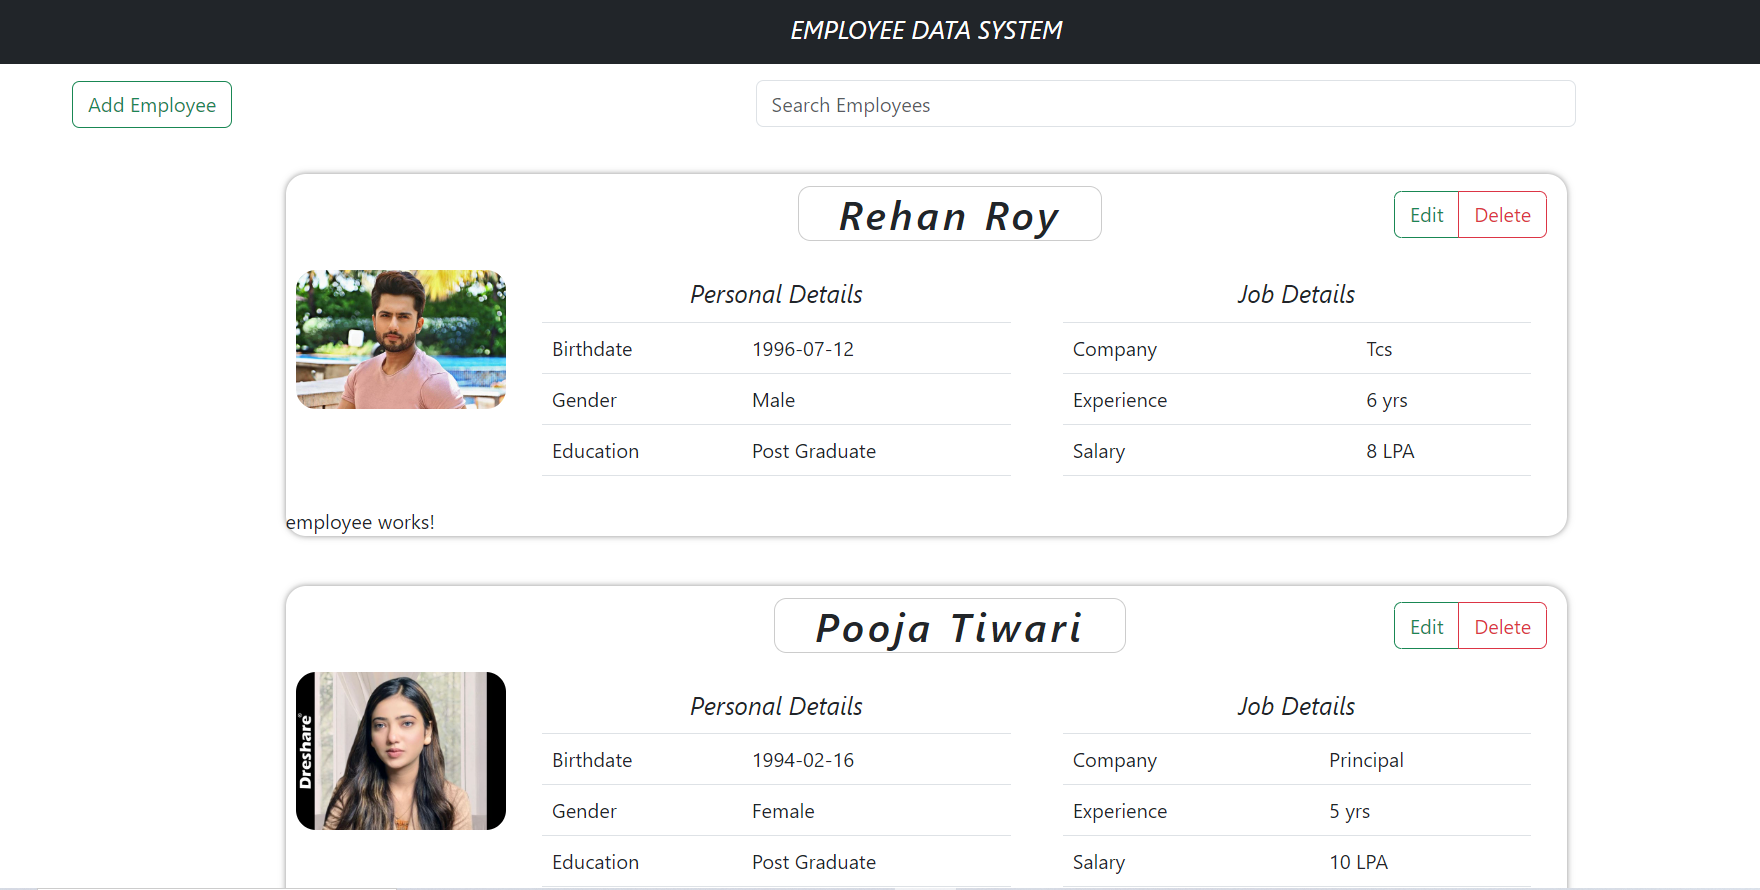 EMPLOYEE DATA SYSTEM
Add Employee
Search Employees
Rehan Roy
Edit Delete
Personal Details
Job Details
Birthdate 1996-07-12
Company Tcs
Gender Male
Experience 6 yrs
Education Post Graduate
Salary 8 LPA
employee works!
Pooja Tiwari
Edit Delete
Dreshare®
Personal Details
Job Details
Birthdate 1994-02-16
Company Principal
Gender Female
Experience 5 yrs
Education Post Graduate
Salary 10 LPA